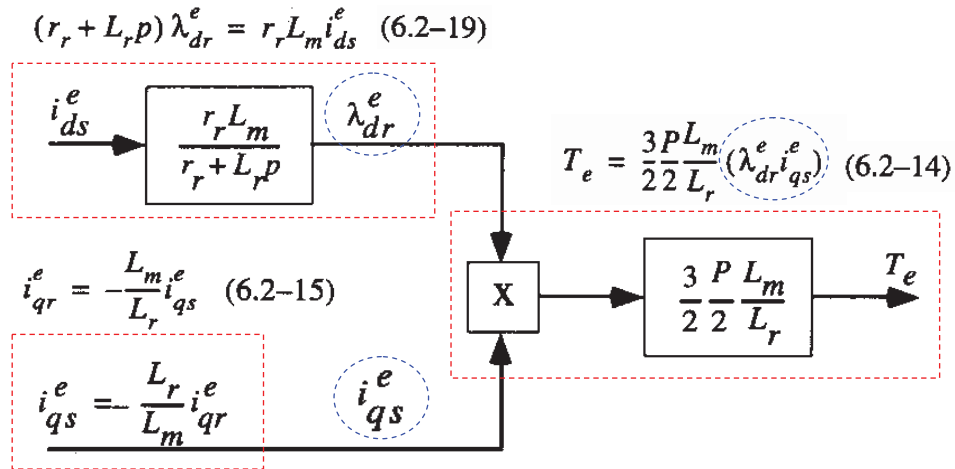 (r_r + L_r p) λ^e_dr = r_r L_m i^e_ds (6.2–19)
i^e_ds
r_r L_m / (r_r + L_r p)
λ^e_dr
T_e = 3/2 P/2 L_m/L_r (λ^e_dr i^e_qs) (6.2–14)
i^e_qr = -L_m/L_r i^e_qs (6.2–15)
X
3/2 P/2 L_m/L_r
T_e
i^e_qs =- L_r/L_m i^e_qr
i^e_qs